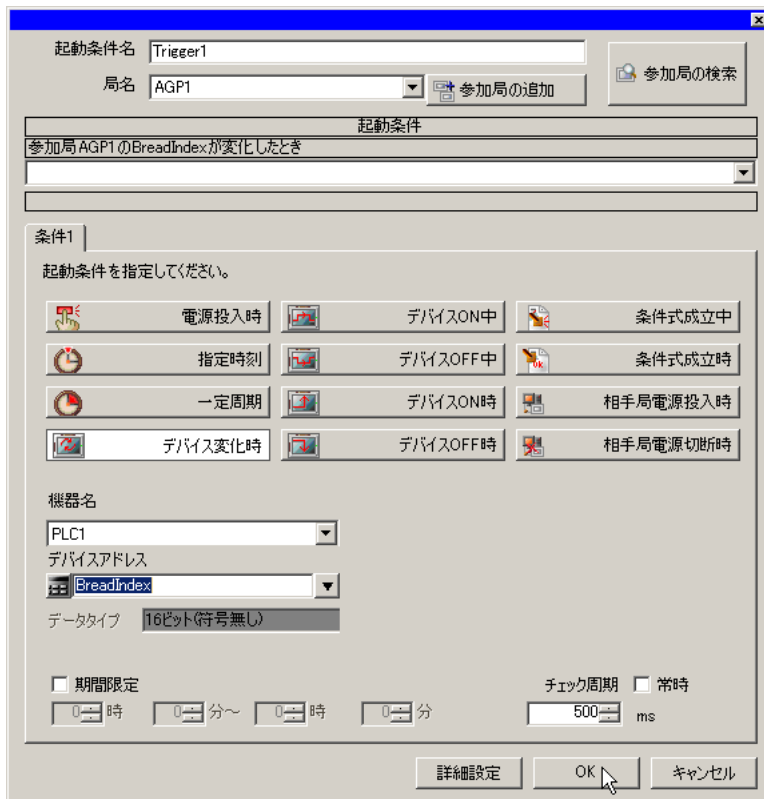 起動条件名 Trigger1
局名 AGP1 参加局の追加 参加局の検索
起動条件
参加局AGP1のBreadIndexが変化したとき
条件1
起動条件を指定してください。
電源投入時 デバイスON中 条件式成立中
指定時刻 デバイスOFF中 条件式成立時
一定周期 デバイスON時 相手局電源投入時
デバイス変化時 デバイスOFF時 相手局電源切断時
機器名
PLC1
デバイスアドレス
BreadIndex
データタイプ 16ビット(符号無し)
期間限定 チェック周期 常時
0 時 0 分～ 0 時 0 分 500 ms
詳細設定 OK キャンセル